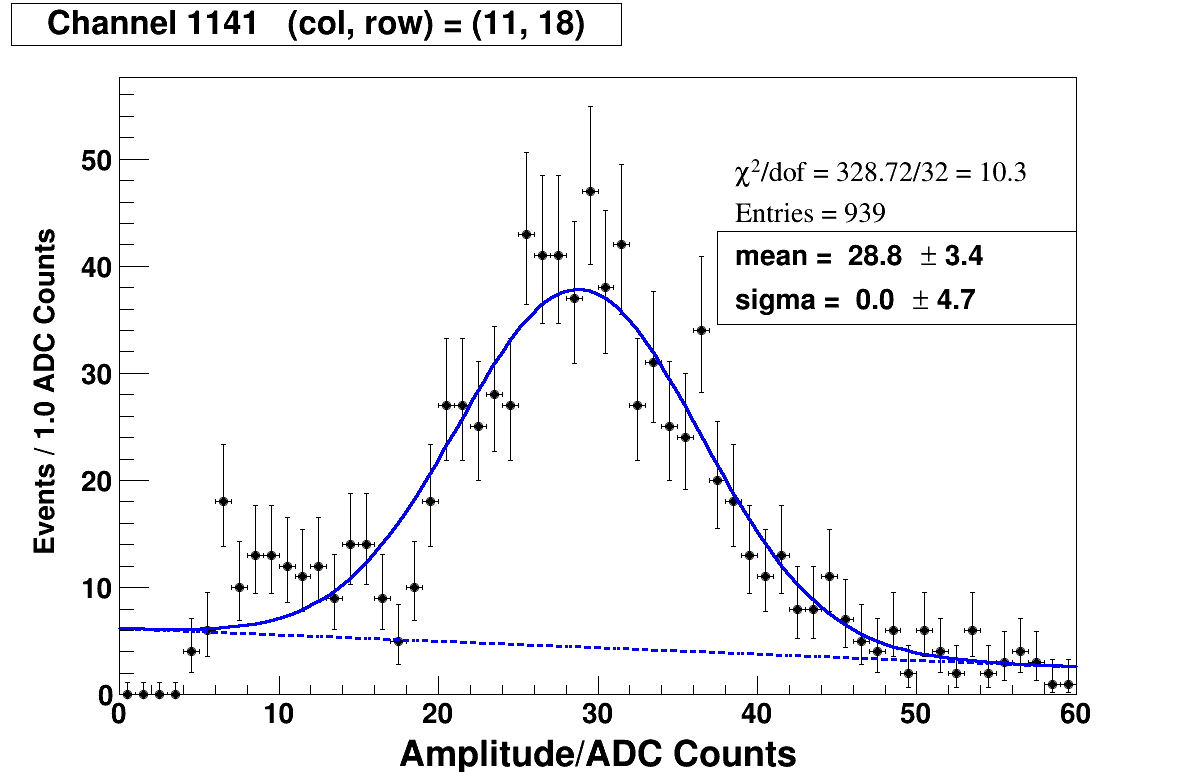 Channel 1141 (col, row) = (11, 18)
χ²/dof = 328.72/32 = 10.3
Entries = 939
mean = 28.8 ± 3.4
sigma = 0.0 ± 4.7
Events / 1.0 ADC Counts
50
40
30
20
10
0
0 10 20 30 40 50 60
Amplitude/ADC Counts